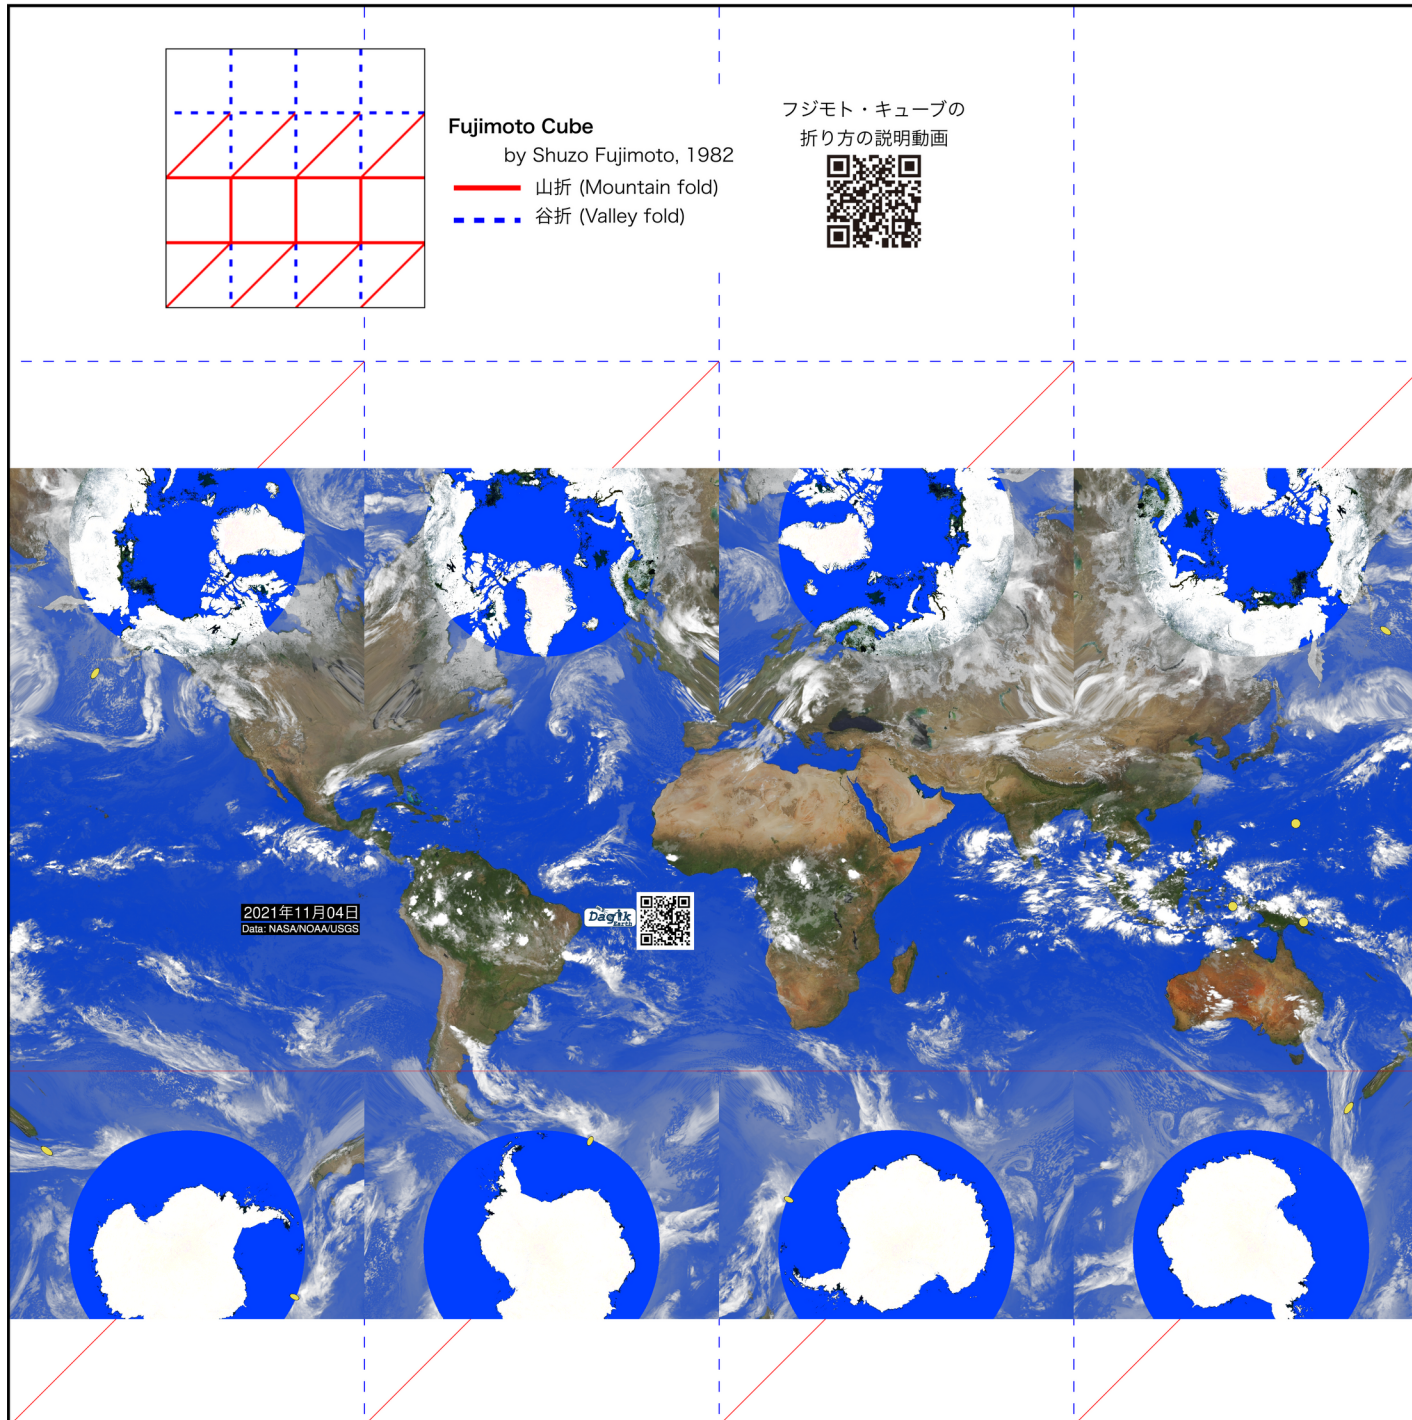 Fujimoto Cube
by Shuzo Fujimoto, 1982
山折 (Mountain fold)
谷折 (Valley fold)
フジモト・キューブの
折り方の説明動画
2021年11月04日
Data: NASA/NOAA/USGS
Dagik
Earth